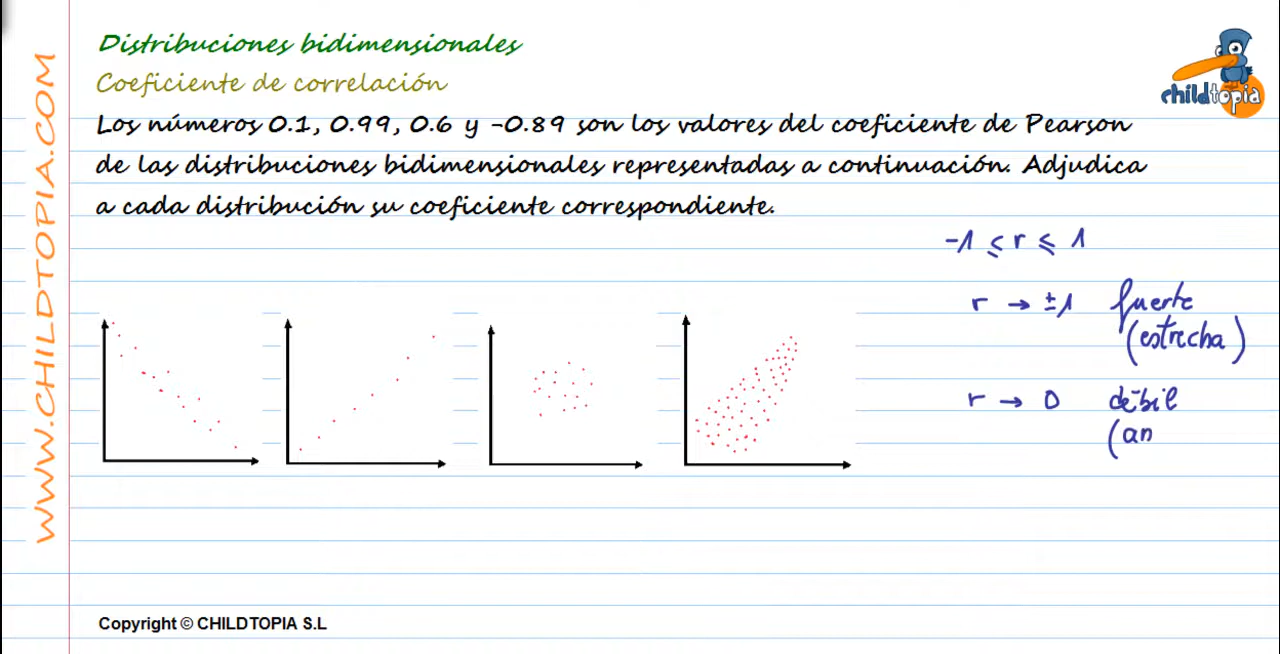 Distribuciones bidimensionales
Coeficiente de correlación
Los números 0.1, 0.99, 0.6 y -0.89 son los valores del coeficiente de Pearson
de las distribuciones bidimensionales representadas a continuación. Adjudica
a cada distribución su coeficiente correspondiente.
childtopia
WWW.CHILDTOPIA.COM
-1 ≤ r ≤ 1
r → ±1 fuerte
(estrecha)
r → 0 débil
(an
Copyright © CHILDTOPIA S.L